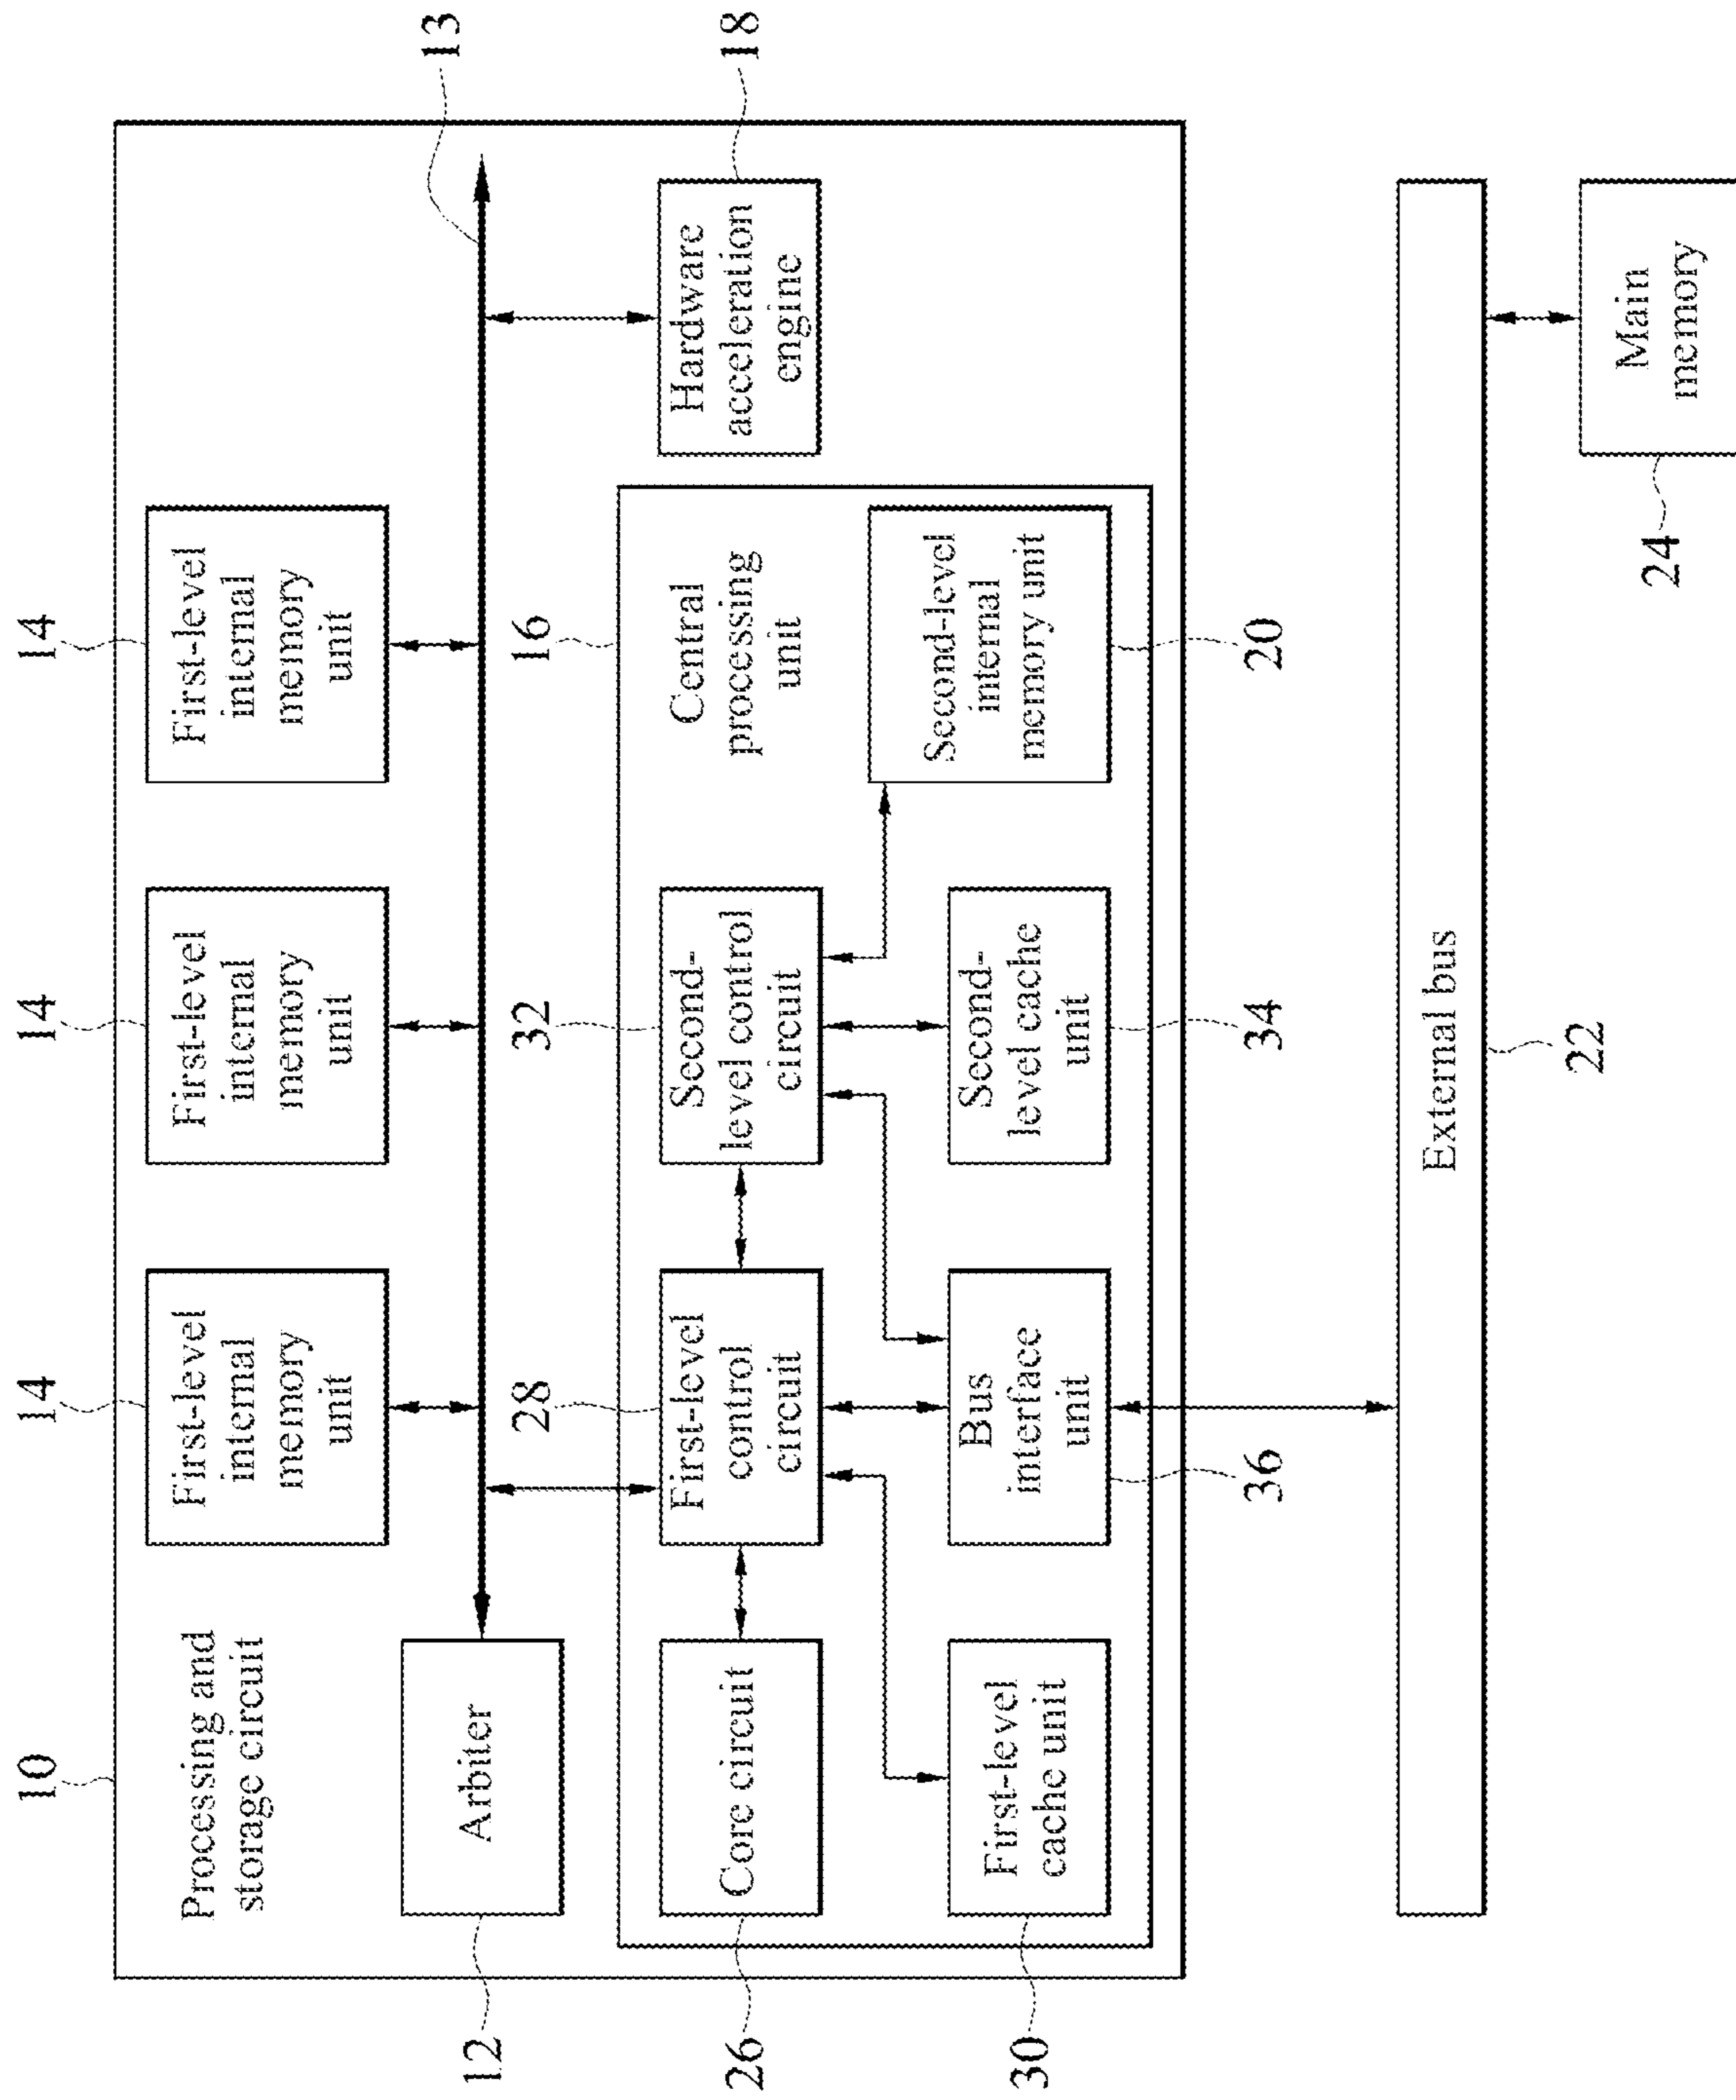 10
Processing and
storage circuit
14
First-level
internal
memory
unit
14
First-level
internal
memory
unit
14
First-level
internal
memory
unit
13
12
Arbiter
28
32
16
18
26
Core circuit
First-level
control
circuit
Second-
level control
circuit
Central
processing
unit
Hardware
acceleration
engine
30
First-level
cache unit
Bus
interface
unit
36
Second-
level cache
unit
34
Second-level
internal
memory unit
20
External bus
22
Main
memory
24